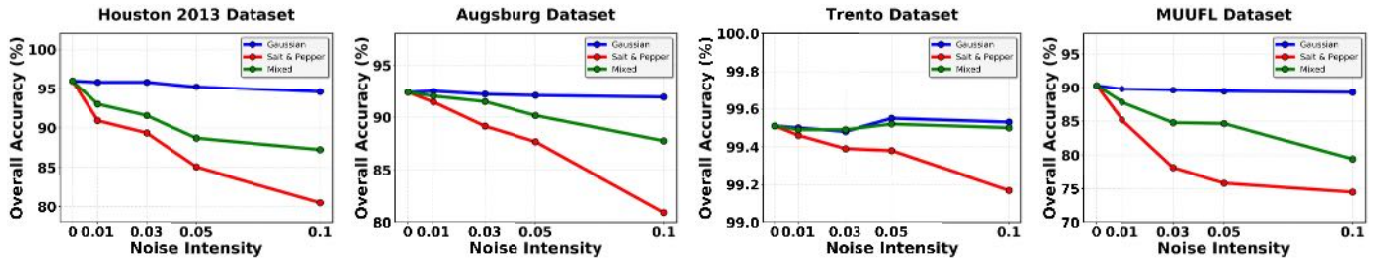 Houston 2013 Dataset
Overall Accuracy (%)
100
95
90
85
80
Gaussian
Salt & Pepper
Mixed
0 0.01 0.03 0.05 0.1
Noise Intensity
Augsburg Dataset
Overall Accuracy (%)
95
90
85
80
Gaussian
Salt & Pepper
Mixed
0 0.01 0.03 0.05 0.1
Noise Intensity
Trento Dataset
Overall Accuracy (%)
100.0
99.8
99.6
99.4
99.2
99.0
Gaussian
Salt & Pepper
Mixed
0 0.01 0.03 0.05 0.1
Noise Intensity
MUUFL Dataset
Overall Accuracy (%)
95
90
85
80
75
70
Gaussian
Salt & Pepper
Mixed
0 0.01 0.03 0.05 0.1
Noise Intensity